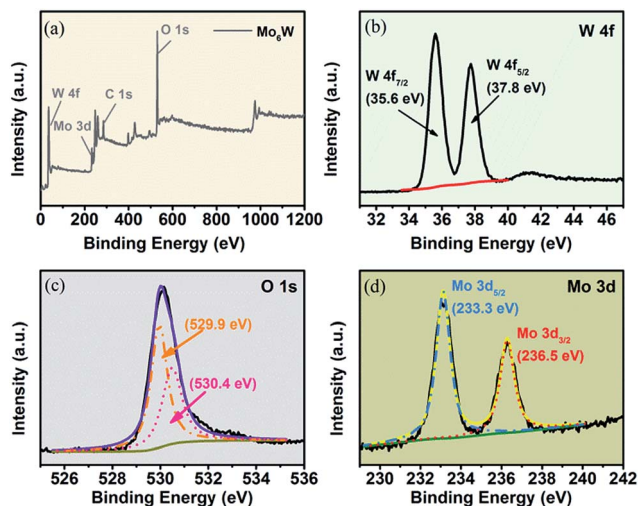 (a)
Mo₆W
O 1s
W 4f
C 1s
Mo 3d
Intensity (a.u.)
0 200 400 600 800 1000 1200
Binding Energy (eV)
(b)
W 4f
W 4f₇/₂
(35.6 eV)
W 4f₅/₂
(37.8 eV)
Intensity (a.u.)
32 34 36 38 40 42 44 46
Binding Energy (eV)
(c)
O 1s
(529.9 eV)
(530.4 eV)
Intensity (a.u.)
526 528 530 532 534 536
Binding Energy (eV)
(d)
Mo 3d
Mo 3d₅/₂
(233.3 eV)
Mo 3d₃/₂
(236.5 eV)
Intensity (a.u.)
230 232 234 236 238 240 242
Binding Energy (eV)